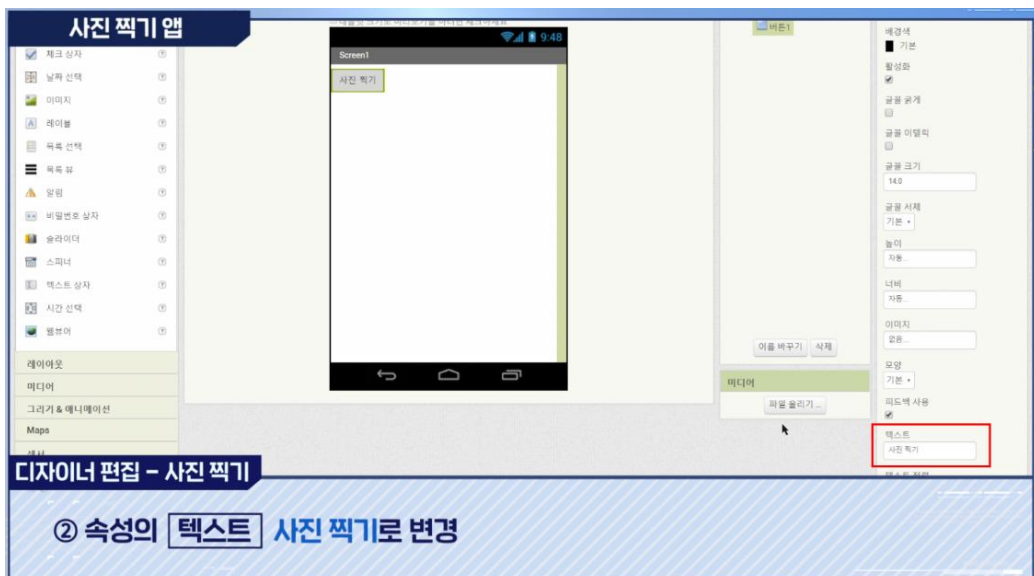 사진 찍기 앱
9:48
Screen1
사진 찍기
체크 상자
날짜 선택
이미지
레이블
목록 선택
목록 뷰
알림
비밀번호 상자
슬라이더
스피너
텍스트 상자
시간 선택
웹뷰어
레이아웃
미디어
그리기 & 애니메이션
Maps
버튼1
이름 바꾸기 삭제
미디어
파일 올리기 ...
배경색
기본
활성화
글꼴 굵게
글꼴 이탤릭
글꼴 크기
14.0
글꼴 서체
기본
높이
자동...
너비
자동...
이미지
없음...
모양
기본
피드백 사용
텍스트
사진 찍기
디자이너 편집 – 사진 찍기
② 속성의 텍스트 사진 찍기로 변경